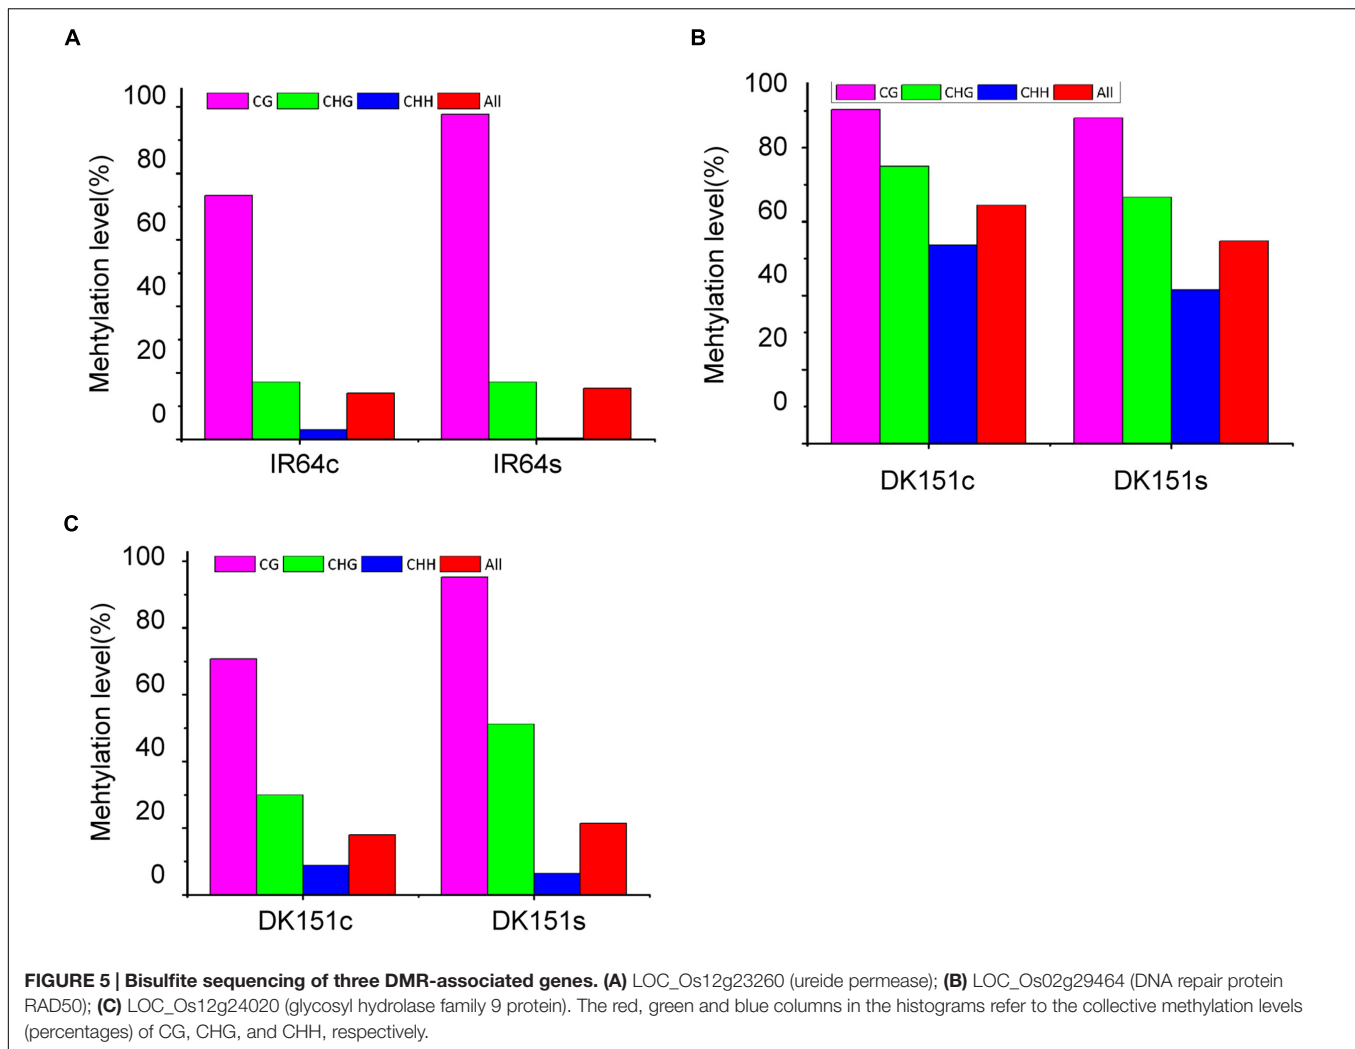 A
CG CHG CHH All
100
80
60
40
20
0
Mehtylation level(%)
IR64c IR64s
B
CG CHG CHH All
100
80
60
40
20
0
Mehtylation level(%)
DK151c DK151s
C
CG CHG CHH All
100
80
60
40
20
0
Mehtylation level(%)
DK151c DK151s
FIGURE 5 | Bisulfite sequencing of three DMR-associated genes. (A) LOC_Os12g23260 (ureide permease); (B) LOC_Os02g29464 (DNA repair protein
RAD50); (C) LOC_Os12g24020 (glycosyl hydrolase family 9 protein). The red, green and blue columns in the histograms refer to the collective methylation levels
(percentages) of CG, CHG, and CHH, respectively.